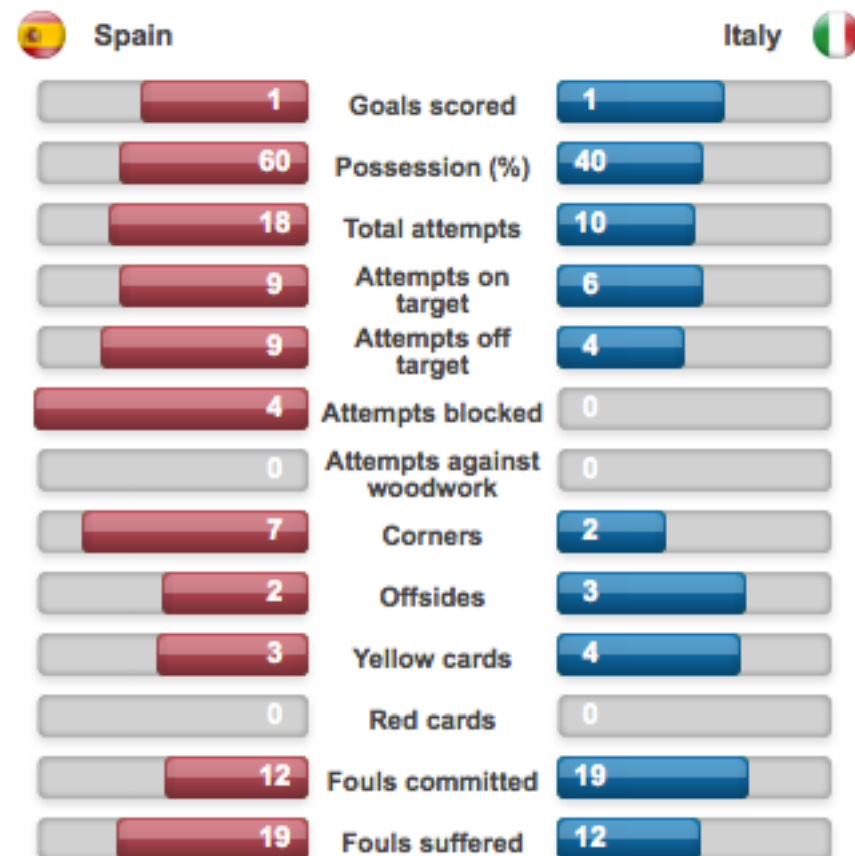 Spain Italy
1 Goals scored 1
60 Possession (%) 40
18 Total attempts 10
9 Attempts on
target 6
9 Attempts off
target 4
4 Attempts blocked 0
0 Attempts against
woodwork 0
7 Corners 2
2 Offsides 3
3 Yellow cards 4
0 Red cards 0
12 Fouls committed 19
19 Fouls suffered 12